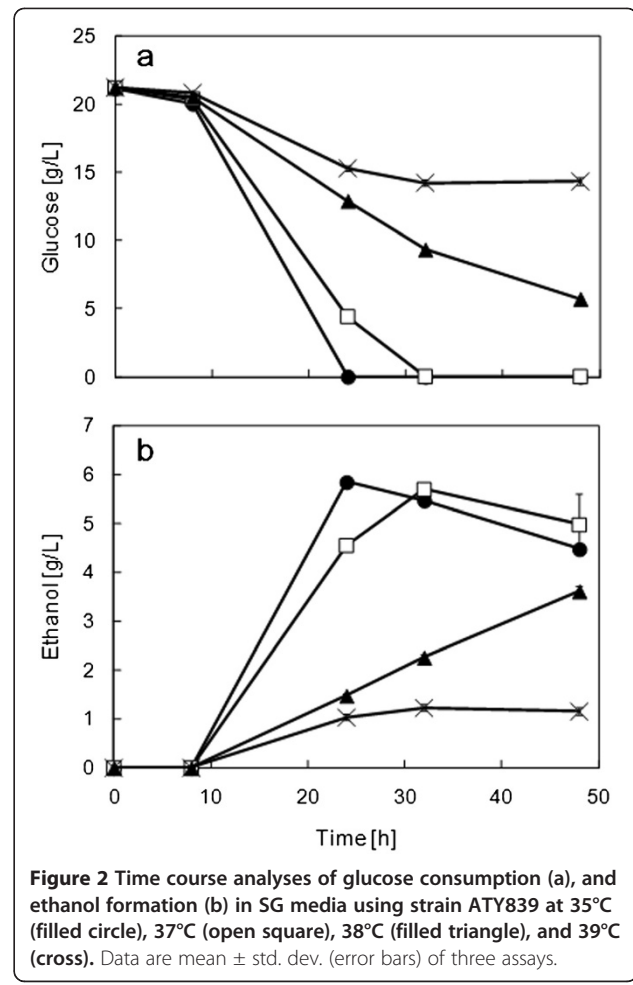 25
a
20
15
10
5
0
Glucose [g/L]
7
b
6
5
4
3
2
1
0
Ethanol [g/L]
0 10 20 30 40 50
Time [h]
Figure 2 Time course analyses of glucose consumption (a), and
ethanol formation (b) in SG media using strain ATY839 at 35°C
(filled circle), 37°C (open square), 38°C (filled triangle), and 39°C
(cross). Data are mean ± std. dev. (error bars) of three assays.